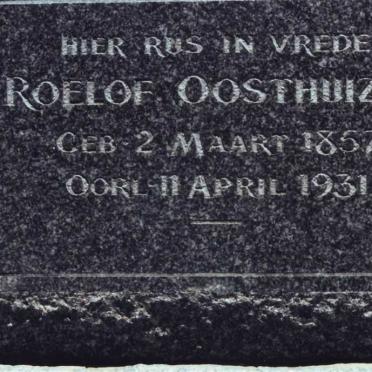 HIER RUS IN VREDE
ROELOF OOSTHUIZ
GEB 2 MAART 1857
OORL 11 APRIL 1931